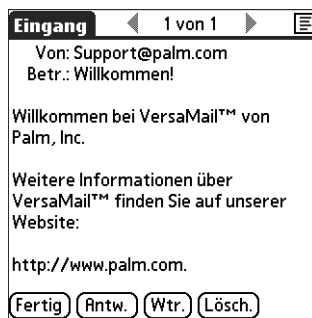 Eingang 1 von 1
Von: Support@palm.com
Betr.: Willkommen!
Willkommen bei VersaMail™ von
Palm, Inc.
Weitere Informationen über
VersaMail™ finden Sie auf unserer
Website:
http://www.palm.com.
Fertig Antw. Wtr. Lösch.